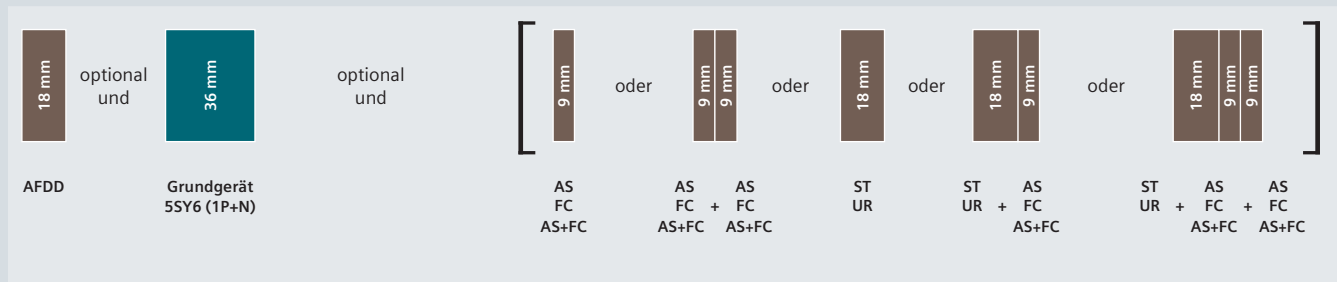 18 mm
optional
und
36 mm
optional
und
9 mm
oder
9 mm 9 mm
oder
18 mm
oder
18 mm 9 mm
oder
18 mm 9 mm 9 mm
AFDD
Grundgerät
5SY6 (1P+N)
AS
FC
AS+FC
AS AS
FC + FC
AS+FC AS+FC
ST
UR
ST AS
UR + FC
AS+FC
ST AS AS
UR + FC + FC
AS+FC AS+FC